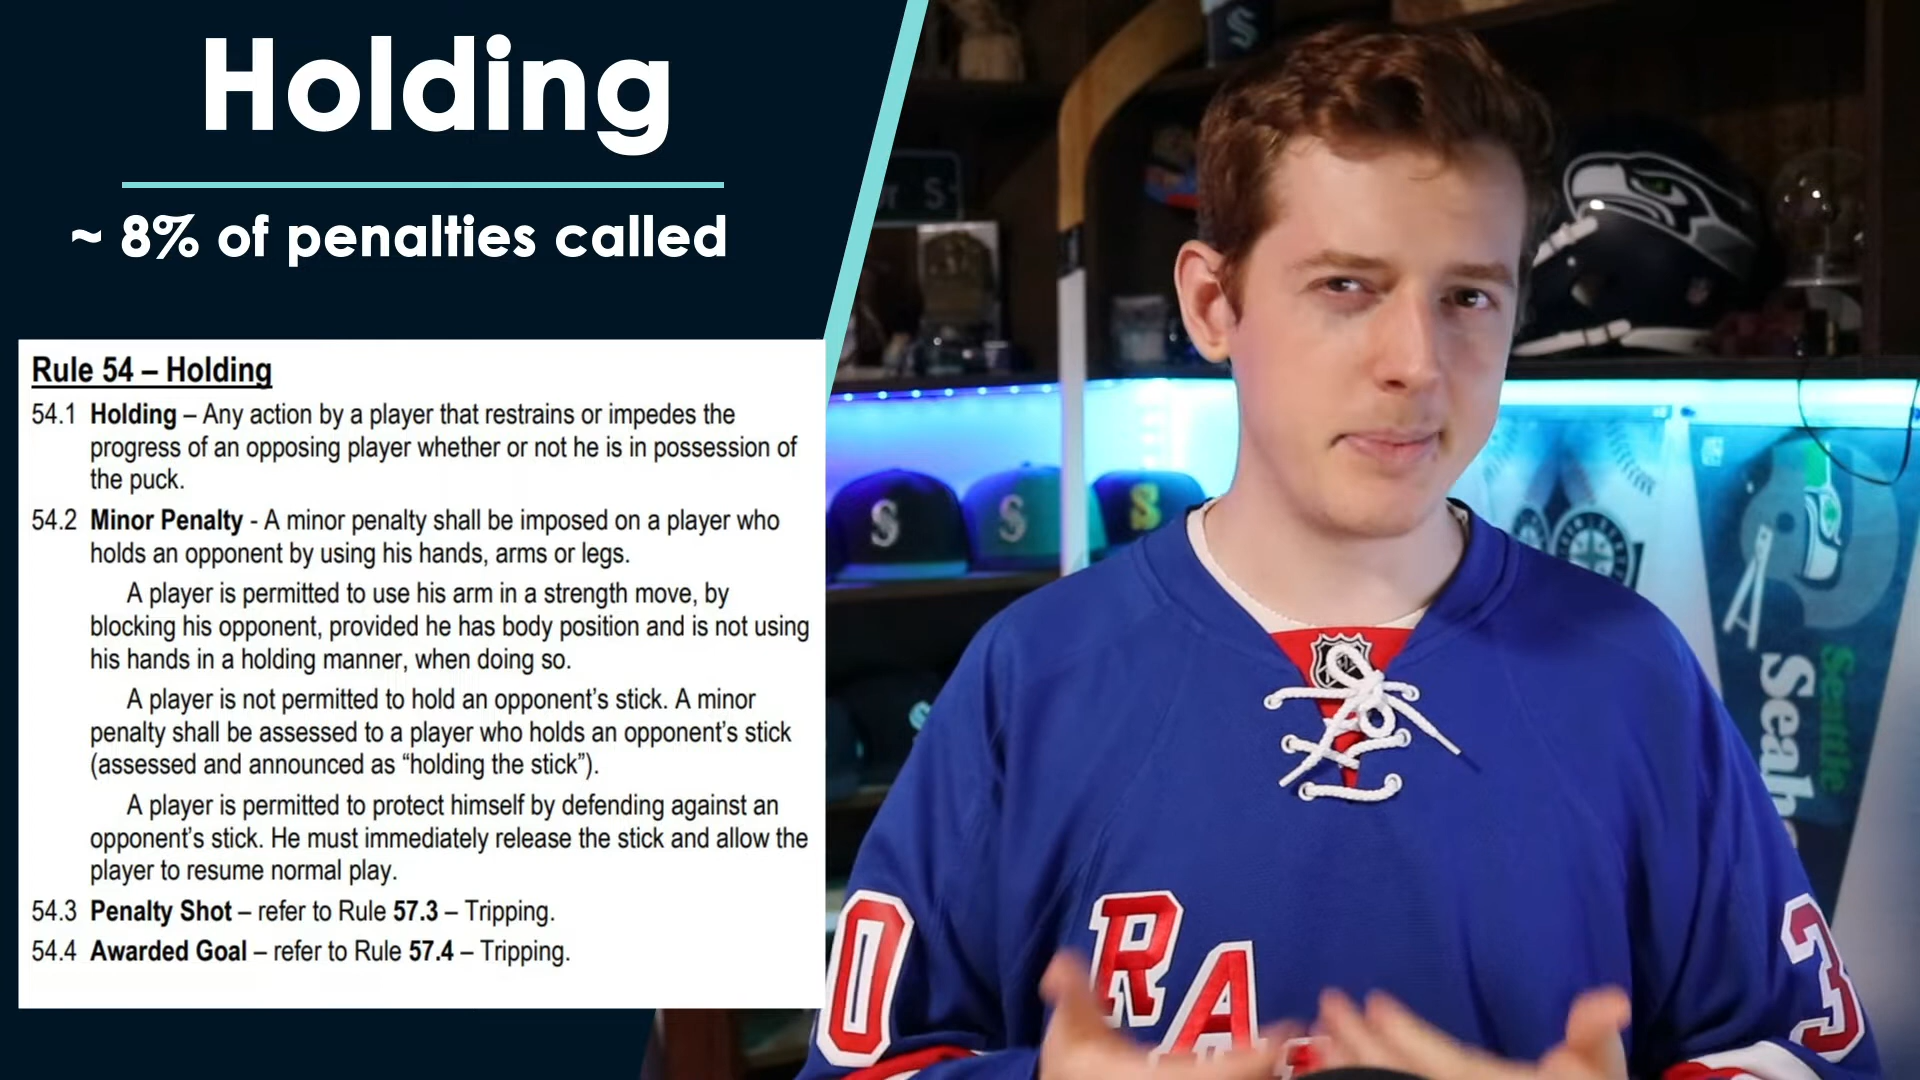 Holding
~ 8% of penalties called
Rule 54 – Holding
54.1 Holding – Any action by a player that restrains or impedes the
progress of an opposing player whether or not he is in possession of
the puck.
54.2 Minor Penalty - A minor penalty shall be imposed on a player who
holds an opponent by using his hands, arms or legs.
A player is permitted to use his arm in a strength move, by
blocking his opponent, provided he has body position and is not using
his hands in a holding manner, when doing so.
A player is not permitted to hold an opponent’s stick. A minor
penalty shall be assessed to a player who holds an opponent’s stick
(assessed and announced as “holding the stick”).
A player is permitted to protect himself by defending against an
opponent’s stick. He must immediately release the stick and allow the
player to resume normal play.
54.3 Penalty Shot – refer to Rule 57.3 – Tripping.
54.4 Awarded Goal – refer to Rule 57.4 – Tripping.
S
S
S
S
Seattle
0
RA
3